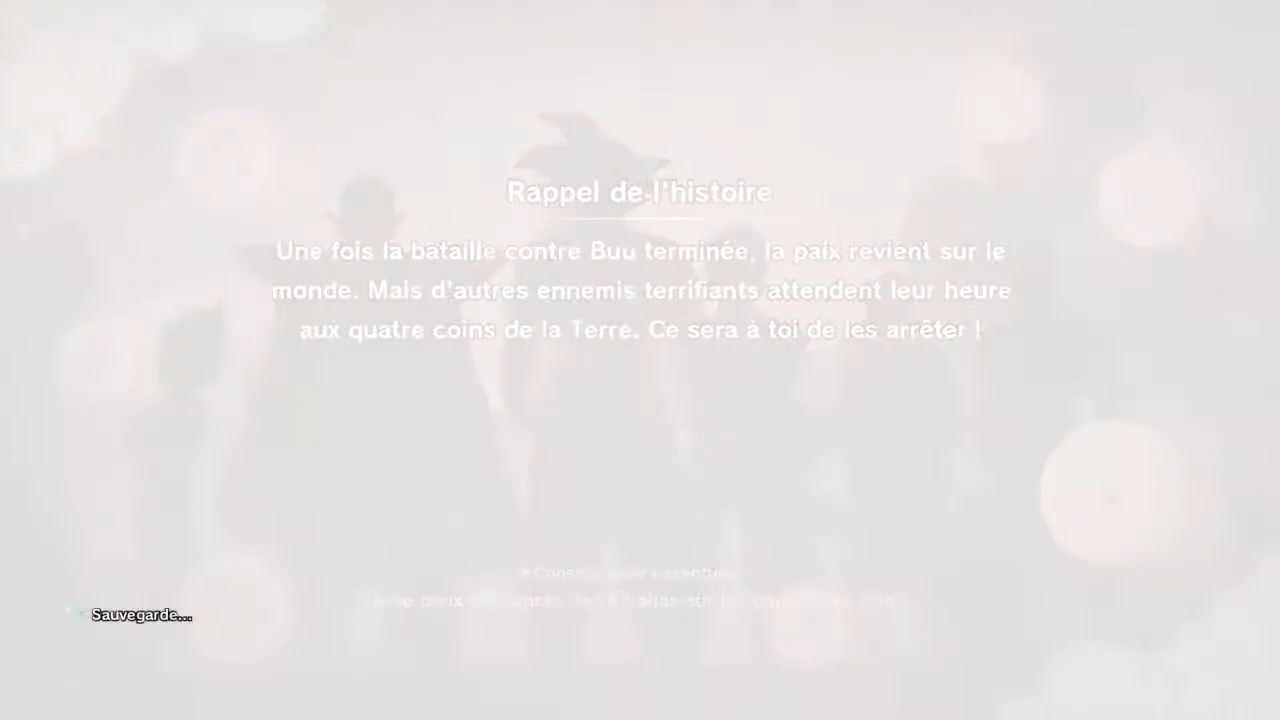 Rappel de l'histoire
Une fois la bataille contre Buu terminée, la paix revient sur le
monde. Mais d'autres ennemis terrifiants attendent leur heure
aux quatre coins de la Terre. Ce sera à toi de les arrêter !
Sauvegarde...